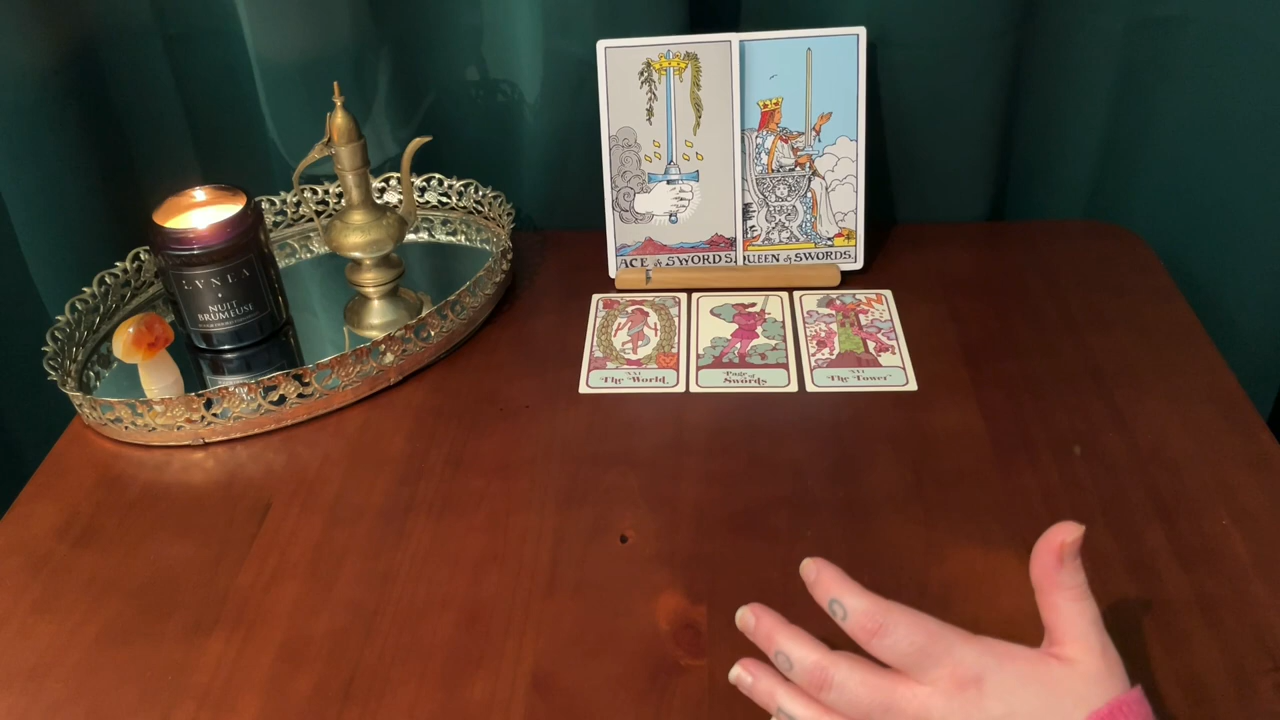 ACE of SWORDS.
QUEEN of SWORDS.
LVNEA
NUIT
BRUMEUSE
XXI
The World
Page of
Swords
XVI
The Tower